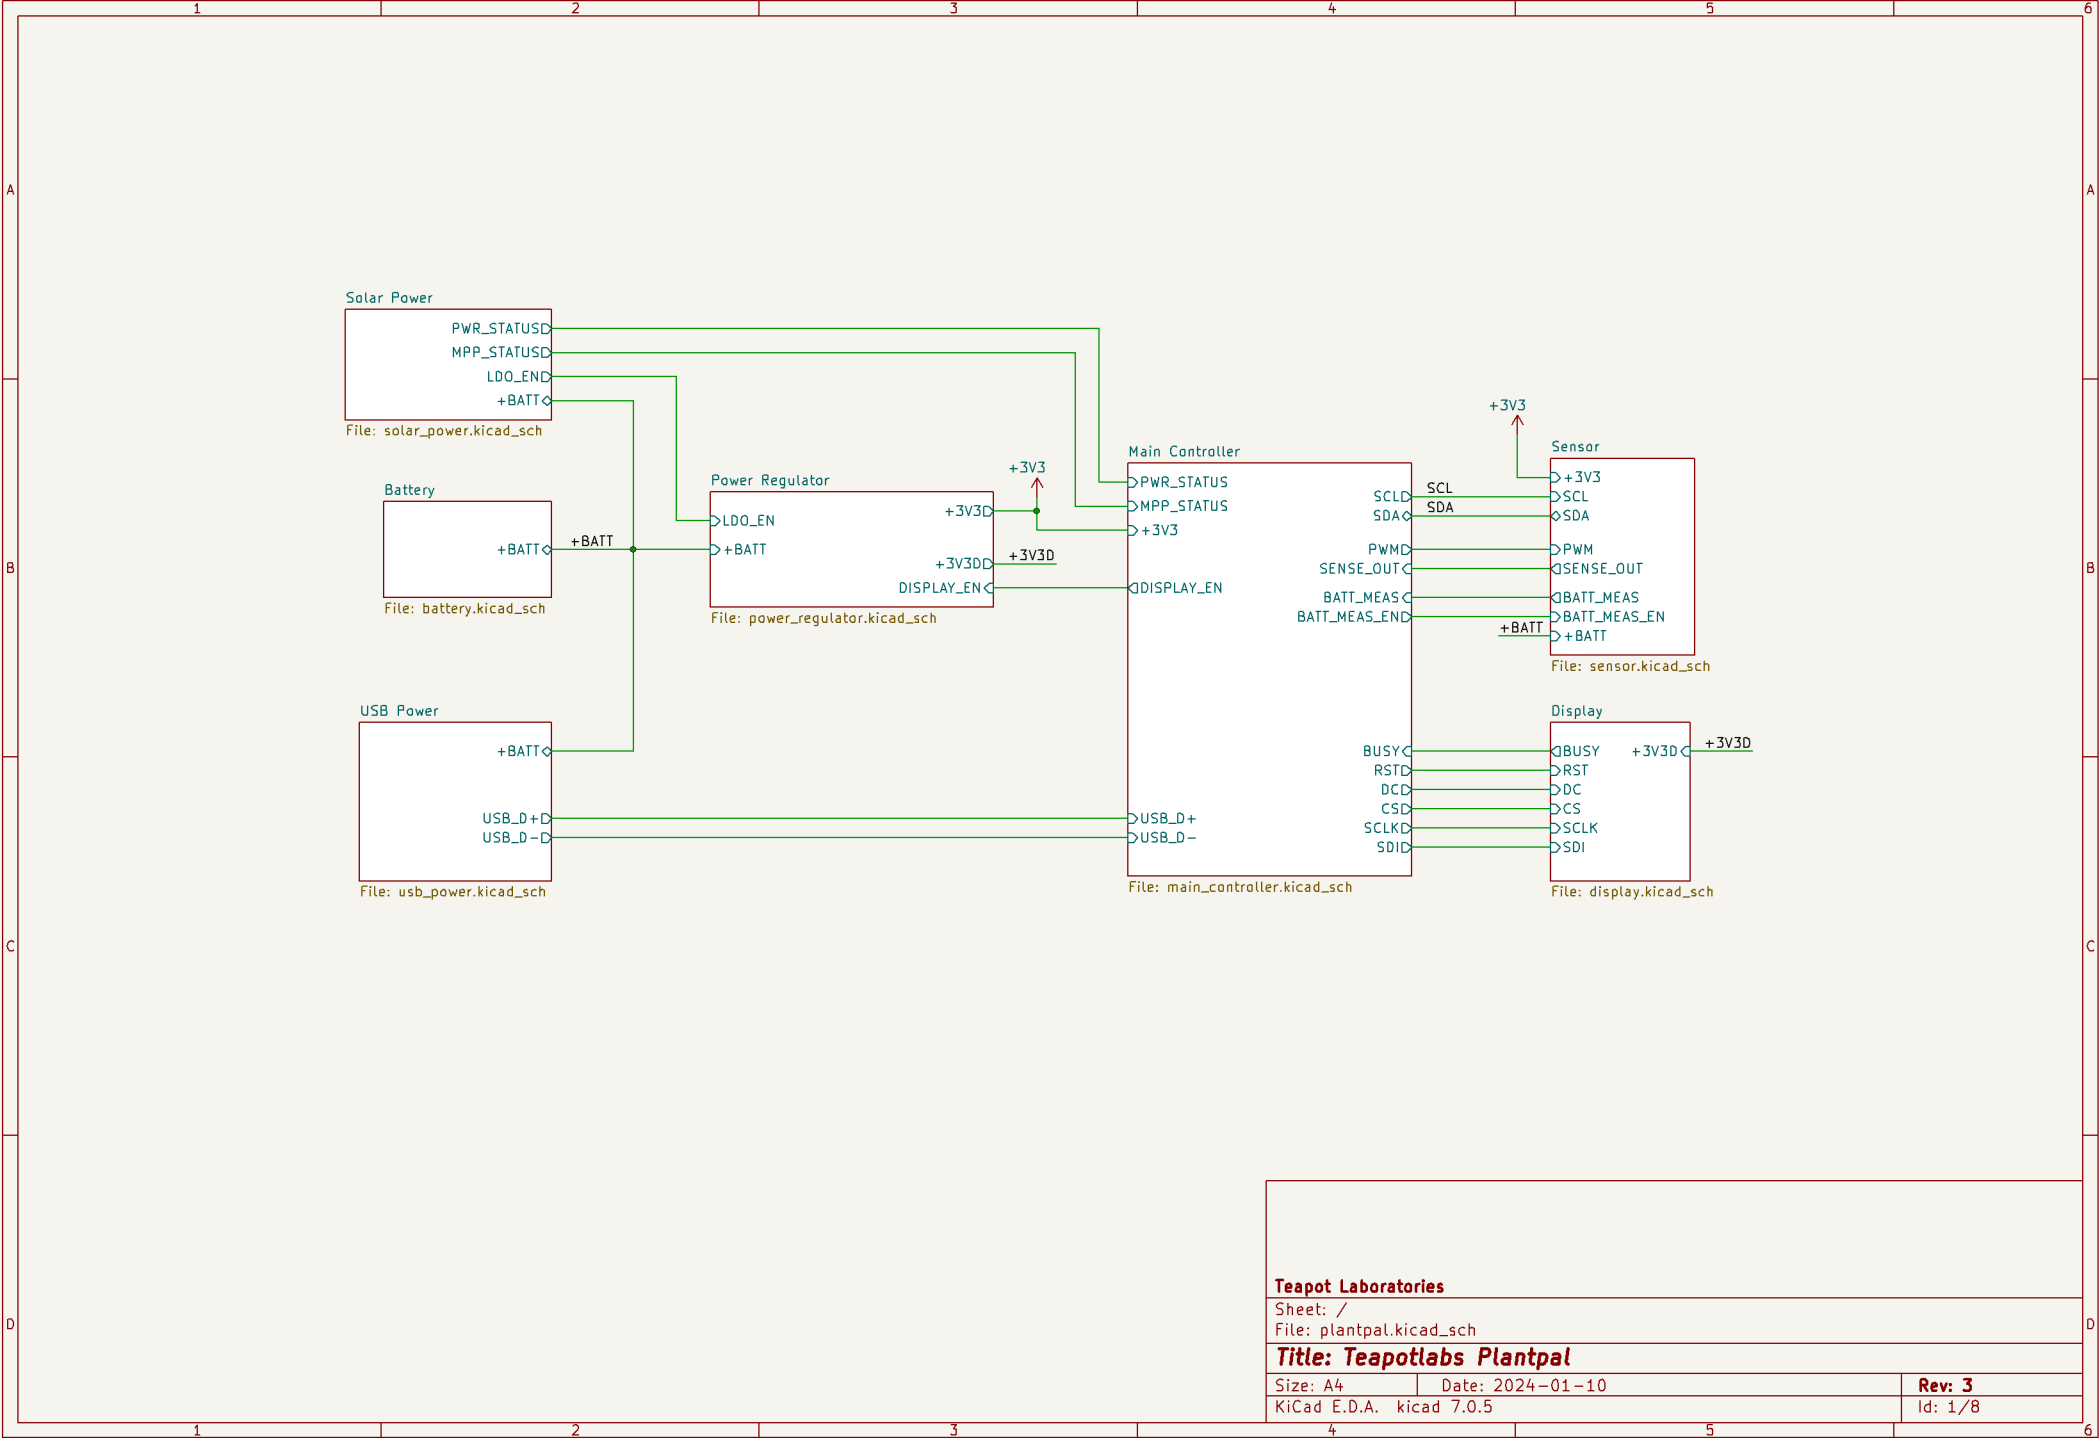 1 2 3 4 5 6
A A
B B
C C
D D
Solar Power
PWR_STATUS
MPP_STATUS
LDO_EN
+BATT
File: solar_power.kicad_sch
Battery
+BATT
+BATT
File: battery.kicad_sch
USB Power
+BATT
USB_D+
USB_D-
File: usb_power.kicad_sch
Power Regulator
LDO_EN
+BATT
+3V3
+3V3D
DISPLAY_EN
File: power_regulator.kicad_sch
+3V3
+3V3D
Main Controller
PWR_STATUS
MPP_STATUS
+3V3
DISPLAY_EN
USB_D+
USB_D-
SCL
SDA
PWM
SENSE_OUT
BATT_MEAS
BATT_MEAS_EN
BUSY
RST
DC
CS
SCLK
SDI
File: main_controller.kicad_sch
SCL
SDA
+3V3
+BATT
Sensor
+3V3
SCL
SDA
PWM
SENSE_OUT
BATT_MEAS
BATT_MEAS_EN
+BATT
File: sensor.kicad_sch
Display
BUSY +3V3D
RST
DC
CS
SCLK
SDI
File: display.kicad_sch
+3V3D
Teapot Laboratories
Sheet: /
File: plantpal.kicad_sch
Title: Teapotlabs Plantpal
Size: A4 Date: 2024-01-10 Rev: 3
KiCad E.D.A. kicad 7.0.5 Id: 1/8
1 2 3 4 5 6